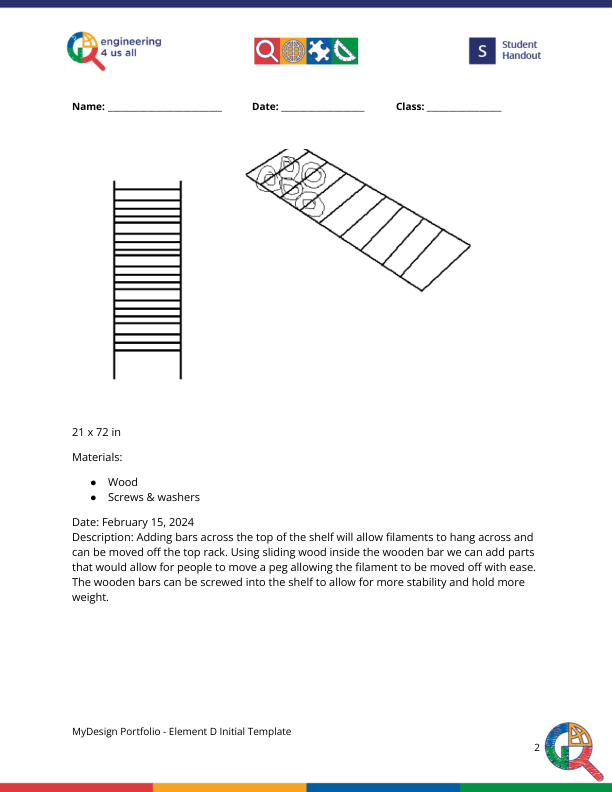 engineering
4 us all
S
Student
Handout
Name: ______________________ Date: ________________ Class: ______________
21 x 72 in
Materials:
● Wood
● Screws & washers
Date: February 15, 2024
Description: Adding bars across the top of the shelf will allow filaments to hang across and
can be moved off the top rack. Using sliding wood inside the wooden bar we can add parts
that would allow for people to move a peg allowing the filament to be moved off with ease.
The wooden bars can be screwed into the shelf to allow for more stability and hold more
weight.
MyDesign Portfolio - Element D Initial Template
2